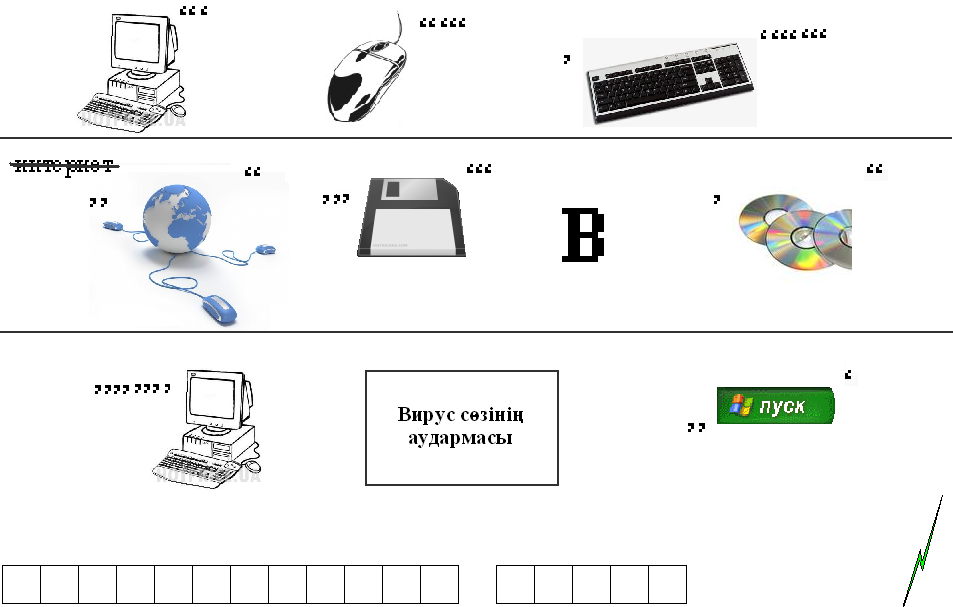 интернет
В
Вирус сөзінің
аудармасы
пуск